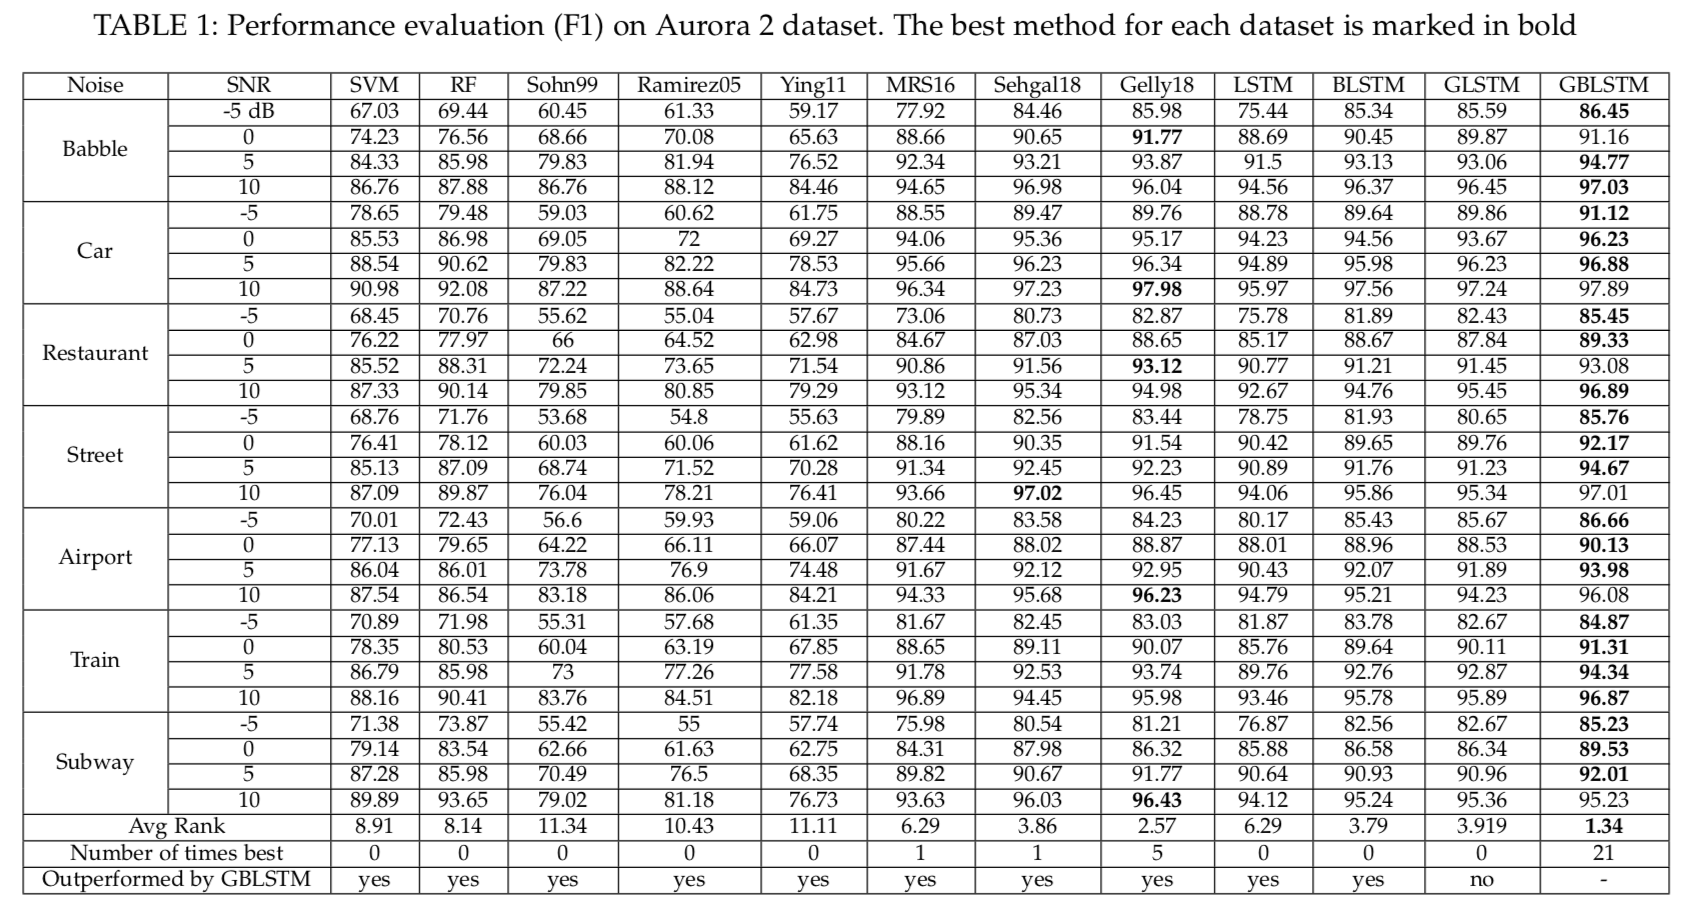 TABLE 1: Performance evaluation (F1) on Aurora 2 dataset. The best method for each dataset is marked in bold
Noise SNR SVM RF Sohn99 Ramirez05 Ying11 MRS16 Sehgal18 Gelly18 LSTM BLSTM GLSTM GBLSTM
Babble -5 dB 67.03 69.44 60.45 61.33 59.17 77.92 84.46 85.98 75.44 85.34 85.59 86.45
0 74.23 76.56 68.66 70.08 65.63 88.66 90.65 91.77 88.69 90.45 89.87 91.16
5 84.33 85.98 79.83 81.94 76.52 92.34 93.21 93.87 91.5 93.13 93.06 94.77
10 86.76 87.88 86.76 88.12 84.46 94.65 96.98 96.04 94.56 96.37 96.45 97.03
Car -5 78.65 79.48 59.03 60.62 61.75 88.55 89.47 89.76 88.78 89.64 89.86 91.12
0 85.53 86.98 69.05 72 69.27 94.06 95.36 95.17 94.23 94.56 93.67 96.23
5 88.54 90.62 79.83 82.22 78.53 95.66 96.23 96.34 94.89 95.98 96.23 96.88
10 90.98 92.08 87.22 88.64 84.73 96.34 97.23 97.98 95.97 97.56 97.24 97.89
Restaurant -5 68.45 70.76 55.62 55.04 57.67 73.06 80.73 82.87 75.78 81.89 82.43 85.45
0 76.22 77.97 66 64.52 62.98 84.67 87.03 88.65 85.17 88.67 87.84 89.33
5 85.52 88.31 72.24 73.65 71.54 90.86 91.56 93.12 90.77 91.21 91.45 93.08
10 87.33 90.14 79.85 80.85 79.29 93.12 95.34 94.98 92.67 94.76 95.45 96.89
Street -5 68.76 71.76 53.68 54.8 55.63 79.89 82.56 83.44 78.75 81.93 80.65 85.76
0 76.41 78.12 60.03 60.06 61.62 88.16 90.35 91.54 90.42 89.65 89.76 92.17
5 85.13 87.09 68.74 71.52 70.28 91.34 92.45 92.23 90.89 91.76 91.23 94.67
10 87.09 89.87 76.04 78.21 76.41 93.66 97.02 96.45 94.06 95.86 95.34 97.01
Airport -5 70.01 72.43 56.6 59.93 59.06 80.22 83.58 84.23 80.17 85.43 85.67 86.66
0 77.13 79.65 64.22 66.11 66.07 87.44 88.02 88.87 88.01 88.96 88.53 90.13
5 86.04 86.01 73.78 76.9 74.48 91.67 92.12 92.95 90.43 92.07 91.89 93.98
10 87.54 86.54 83.18 86.06 84.21 94.33 95.68 96.23 94.79 95.21 94.23 96.08
Train -5 70.89 71.98 55.31 57.68 61.35 81.67 82.45 83.03 81.87 83.78 82.67 84.87
0 78.35 80.53 60.04 63.19 67.85 88.65 89.11 90.07 85.76 89.64 90.11 91.31
5 86.79 85.98 73 77.26 77.58 91.78 92.53 93.74 89.76 92.76 92.87 94.34
10 88.16 90.41 83.76 84.51 82.18 96.89 94.45 95.98 93.46 95.78 95.89 96.87
Subway -5 71.38 73.87 55.42 55 57.74 75.98 80.54 81.21 76.87 82.56 82.67 85.23
0 79.14 83.54 62.66 61.63 62.75 84.31 87.98 86.32 85.88 86.58 86.34 89.53
5 87.28 85.98 70.49 76.5 68.35 89.82 90.67 91.77 90.64 90.93 90.96 92.01
10 89.89 93.65 79.02 81.18 76.73 93.63 96.03 96.43 94.12 95.24 95.36 95.23
Avg Rank 8.91 8.14 11.34 10.43 11.11 6.29 3.86 2.57 6.29 3.79 3.919 1.34
Number of times best 0 0 0 0 0 1 1 5 0 0 0 21
Outperformed by GBLSTM yes yes yes yes yes yes yes yes yes yes no -